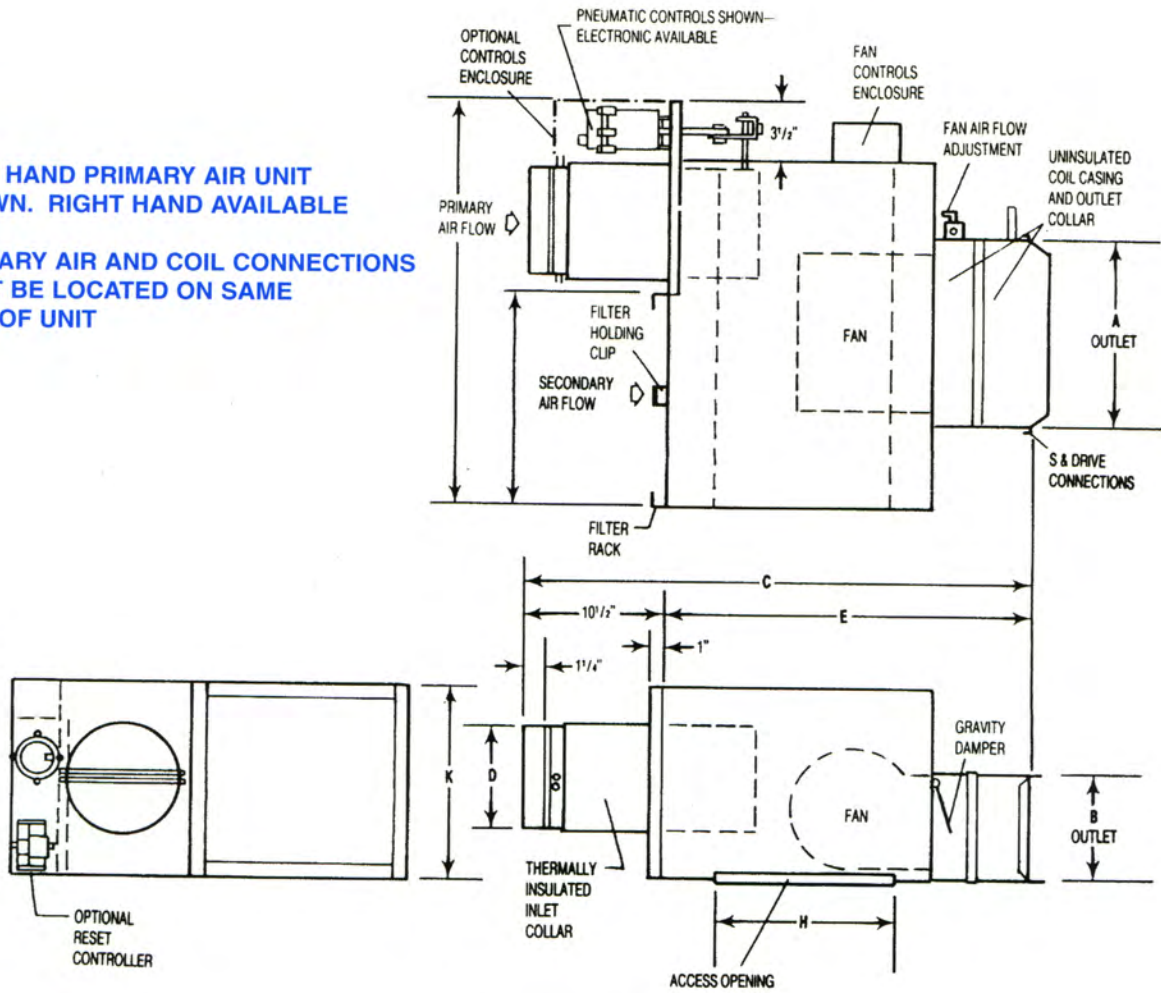 PNEUMATIC CONTROLS SHOWN—
ELECTRONIC AVAILABLE
OPTIONAL
CONTROLS
ENCLOSURE
FAN
CONTROLS
ENCLOSURE
3 1/2"
FAN AIR FLOW
ADJUSTMENT
UNINSULATED
COIL CASING
AND OUTLET
COLLAR
HAND PRIMARY AIR UNIT
WN. RIGHT HAND AVAILABLE
ARY AIR AND COIL CONNECTIONS
T BE LOCATED ON SAME
OF UNIT
PRIMARY
AIR FLOW
FILTER
HOLDING
CLIP
SECONDARY
AIR FLOW
FAN
A
OUTLET
S & DRIVE
CONNECTIONS
FILTER
RACK
C
10 1/2"
E
1"
1 1/4"
K
D
GRAVITY
DAMPER
FAN
B
OUTLET
THERMALLY
INSULATED
INLET
COLLAR
H
OPTIONAL
RESET
CONTROLLER
ACCESS OPENING